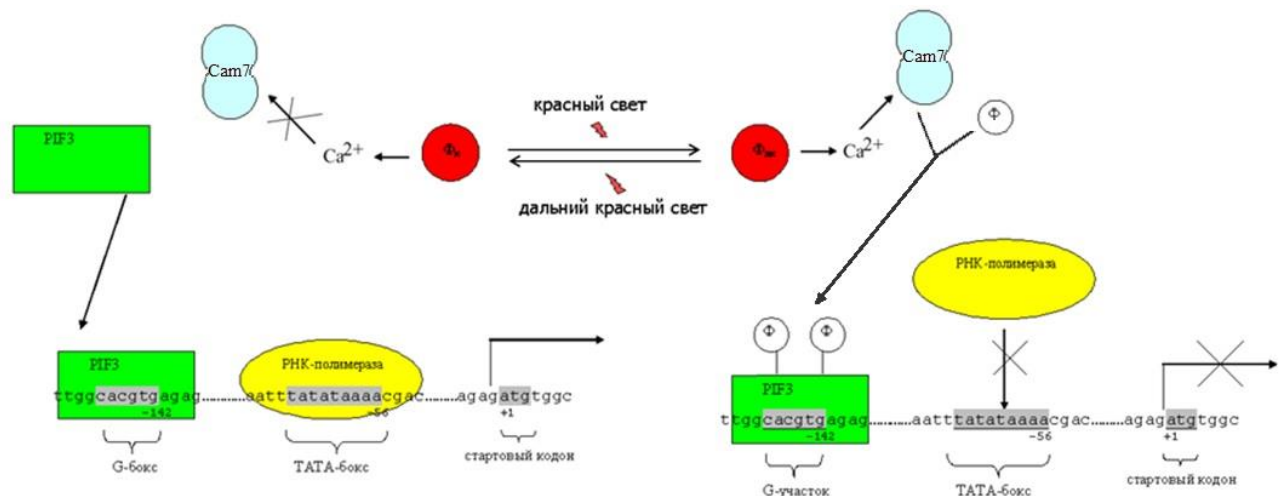 Cam7
PIF3
Ca2+
Фк
красный свет
дальний красный свет
Фдк
Ca2+
Cam7
Ф
PIF3
РНК-полимераза
ttggcacgtgagag..........aatttatataaaacgac.........agagatgtggc
-142
-56
+1
G-бокс
ТАТА-бокс
стартовый кодон
РНК-полимераза
Ф
Ф
PIF3
ttggcacgtgagag..........aatttatataaaacgac.........agagatgtggc
-142
-56
+1
G-участок
ТАТА-бокс
стартовый кодон